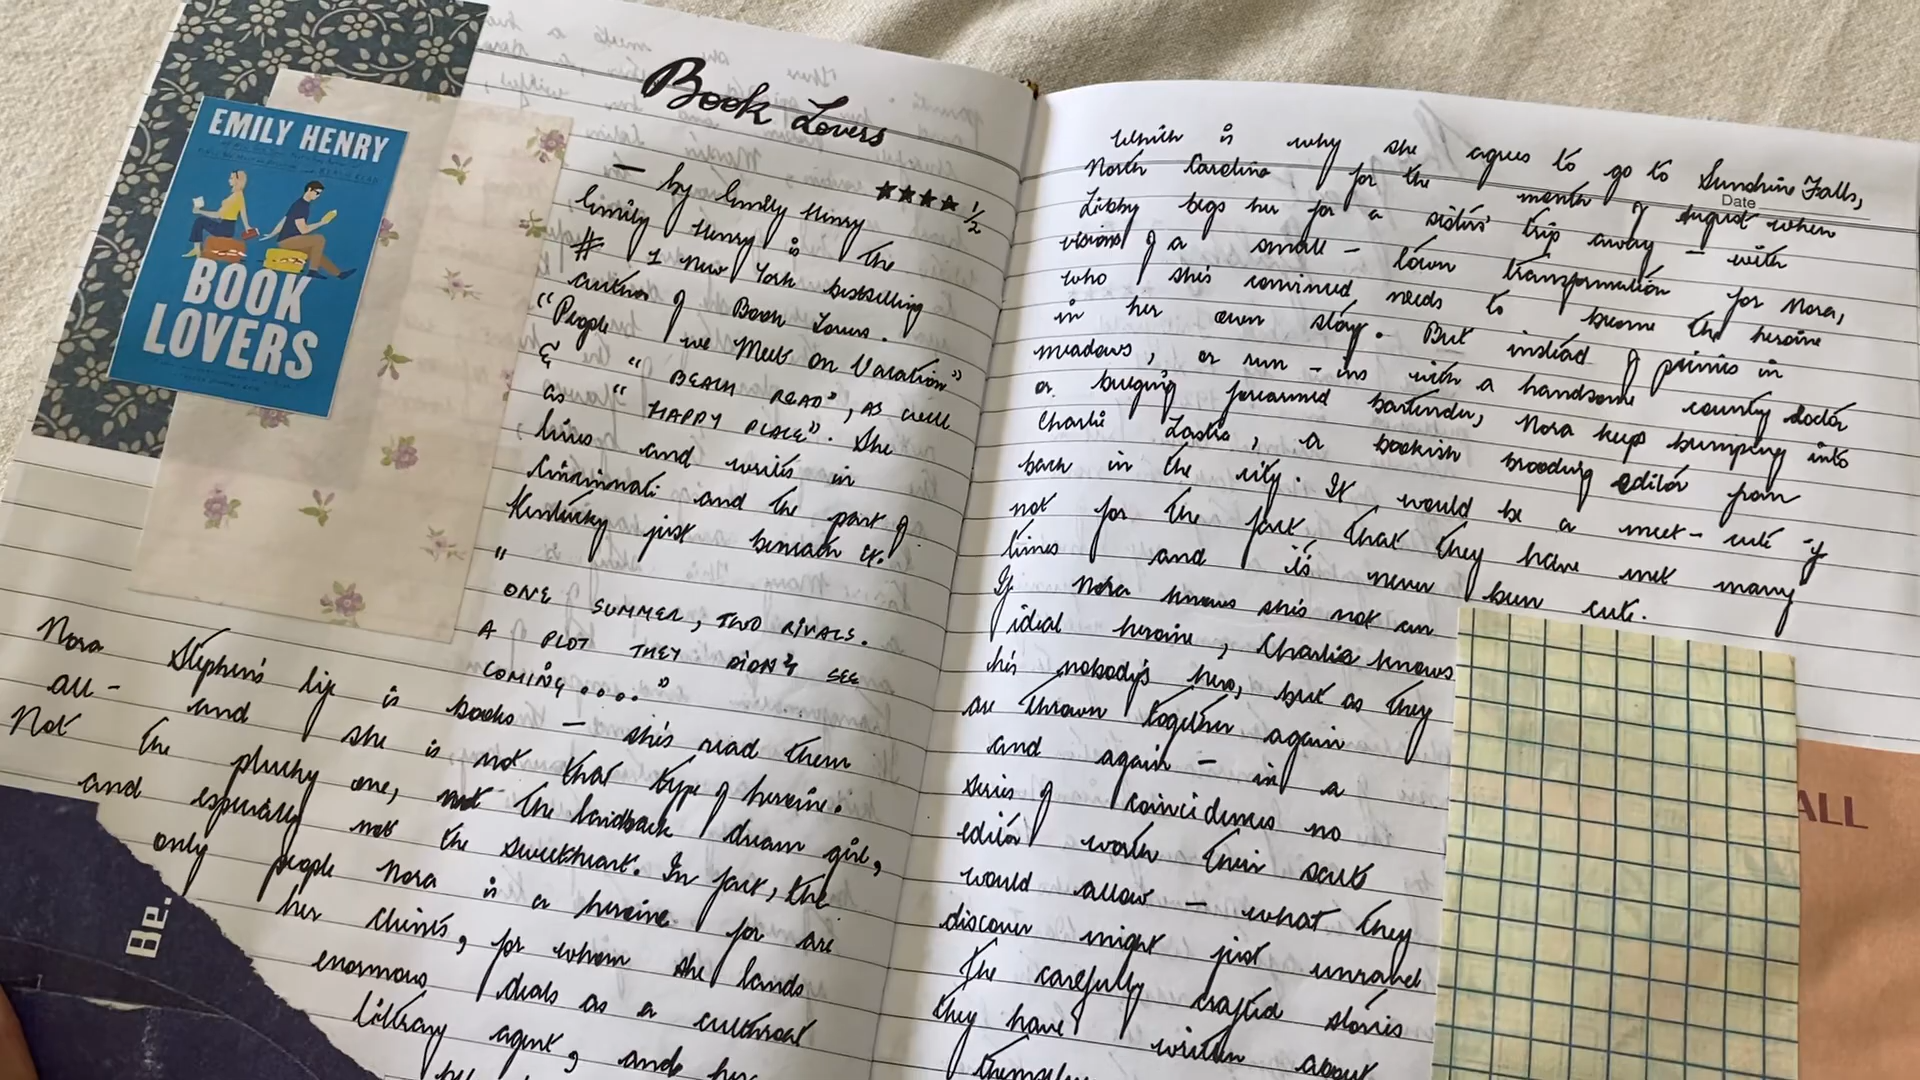 EMILY HENRY
BOOK
LOVERS
Book Lovers
— by Emily Henry ★★★★ 1/2
Emily Henry is the
# 1 New York bestselling
author of Book Lovers.
"People we Meet on Vacation"
& " BEACH READ", AS well
as " HAPPY PLACE". She
lives and writes in
Cincinnati and the part of
Kentucky just beneath it.
"
ONE SUMMER, TWO RIVALS.
A PLOT THEY DIDN'T SEE
COMING...."
Nora Stephen's life is books — she's read them
all - and she is not that type of heroine.
Not the plucky one, not the laidback dream girl,
and especially not the sweetheart. In fact, the
only people Nora is a heroine for are
her clients, for whom she lands
enormous deals as a cutthroat
literary agent, and her
Be.
which is why she agrees to go to Sunshine Falls,
Date
North Carolina for the month of August when
Libby begs her for a sisters' trip away - with
visions of a small - town transformation for Nora,
who she's convinced needs to become the heroine
in her own story. But instead of picnics in
meadows, or run - ins with a handsome country doctor
or bulging forearmed bartender, Nora keeps bumping into
Charlie Lastra, a bookish brooding editor from
back in the city. It would be a meet - cute if
not for the fact that they have met many
times and it's never been cute.
If Nora knows she's not an
ideal heroine, Charlie knows
he's nobody's hero, but as they
are thrown together again
and again - in a
series of coincidences no
editor worth their salt
would allow - what they
discover might just unravel
the carefully crafted stories
they have written about
themselves
ALL